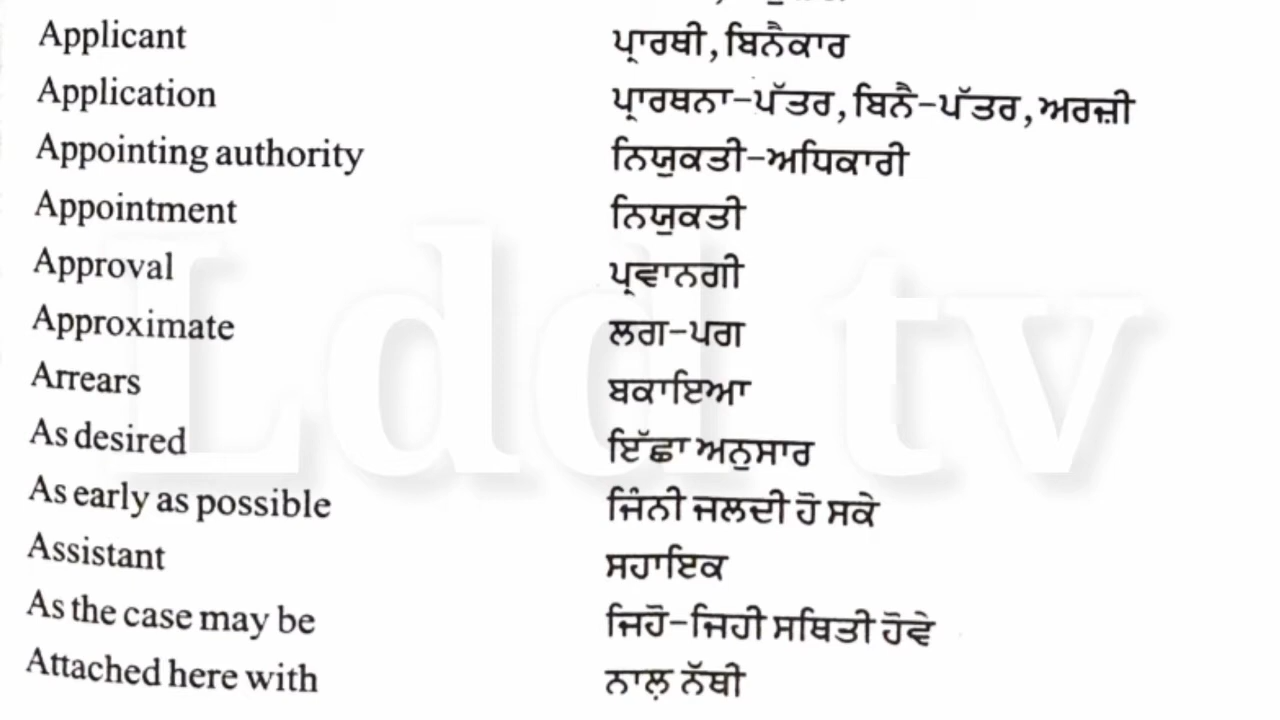 Applicant ਪ੍ਰਾਰਥੀ, ਬਿਨੈਕਾਰ
Application ਪ੍ਰਾਰਥਨਾ-ਪੱਤਰ, ਬਿਨੈ-ਪੱਤਰ, ਅਰਜ਼ੀ
Appointing authority ਨਿਯੁਕਤੀ-ਅਧਿਕਾਰੀ
Appointment ਨਿਯੁਕਤੀ
Approval ਪ੍ਰਵਾਨਗੀ
Approximate ਲਗ-ਪਗ
Arrears ਬਕਾਇਆ
As desired ਇੱਛਾ ਅਨੁਸਾਰ
As early as possible ਜਿੰਨੀ ਜਲਦੀ ਹੋ ਸਕੇ
Assistant ਸਹਾਇਕ
As the case may be ਜਿਹੋ-ਜਿਹੀ ਸਥਿਤੀ ਹੋਵੇ
Attached here with ਨਾਲ਼ ਨੱਥੀ
Ldd tv